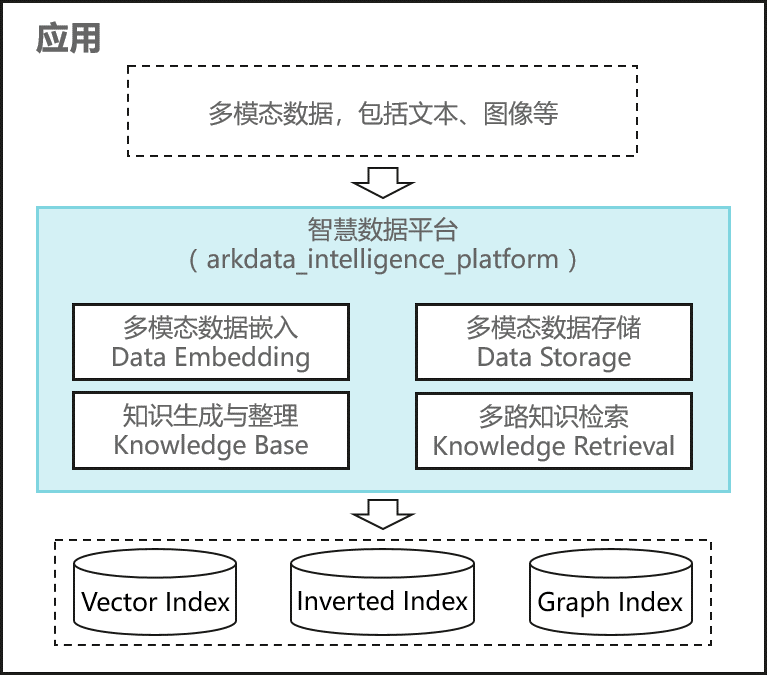 应用
多模态数据，包括文本、图像等
智慧数据平台
（arkdata_intelligence_platform）
多模态数据嵌入
Data Embedding
多模态数据存储
Data Storage
知识生成与整理
Knowledge Base
多路知识检索
Knowledge Retrieval
Vector Index
Inverted Index
Graph Index